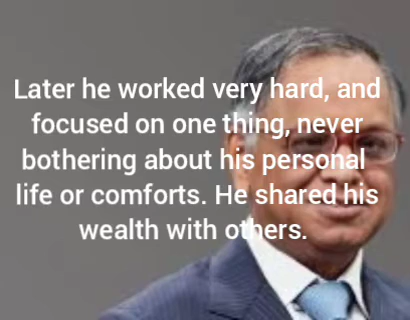 Later he worked very hard, and
focused on one thing, never
bothering about his personal
life or comforts. He shared his
wealth with others.